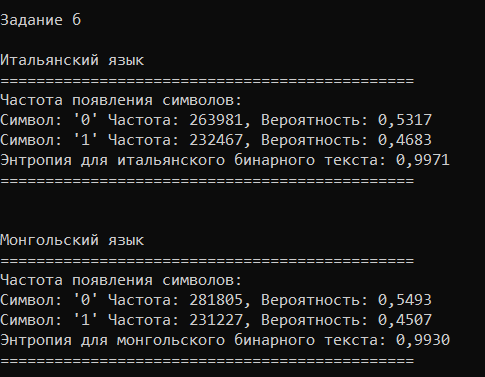 Задание 6
Итальянский язык
==============================================
Частота появления символов:
Символ: '0' Частота: 263981, Вероятность: 0,5317
Символ: '1' Частота: 232467, Вероятность: 0,4683
Энтропия для итальянского бинарного текста: 0,9971
==============================================
Монгольский язык
==============================================
Частота появления символов:
Символ: '0' Частота: 281805, Вероятность: 0,5493
Символ: '1' Частота: 231227, Вероятность: 0,4507
Энтропия для монгольского бинарного текста: 0,9930
==============================================